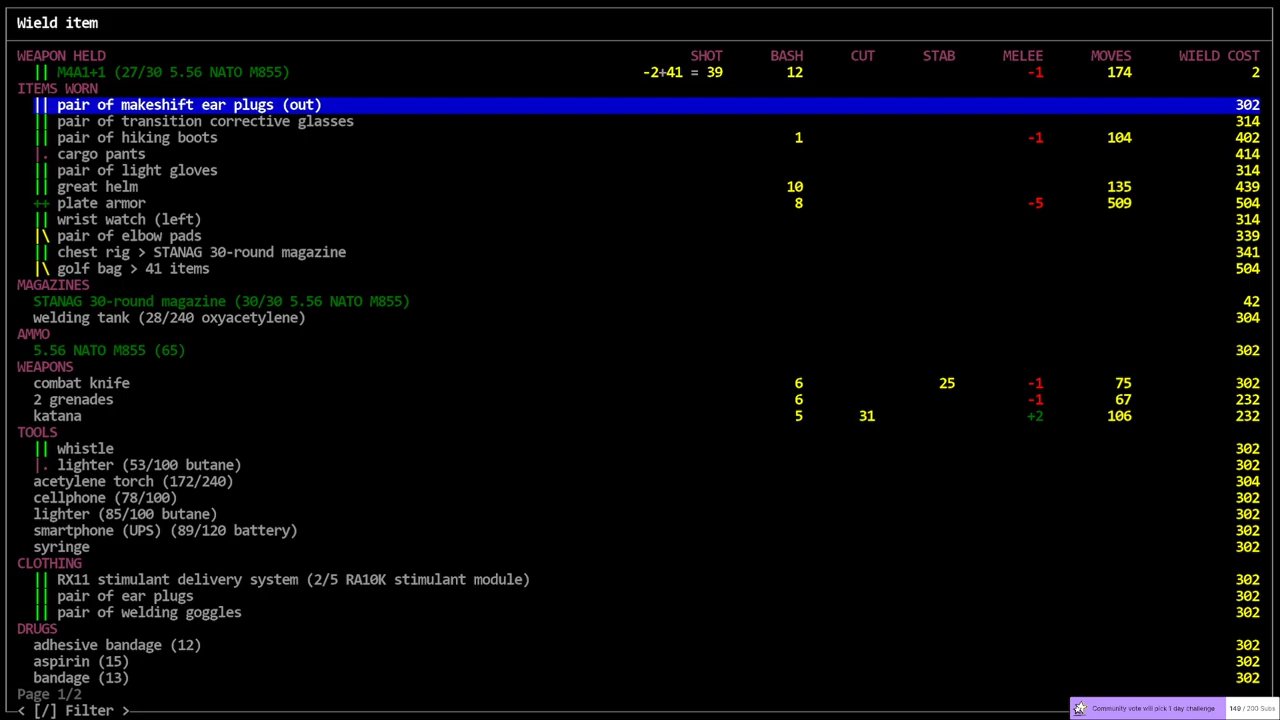 Wield item
WEAPON HELD SHOT BASH CUT STAB MELEE MOVES WIELD COST
|| M4A1+1 (27/30 5.56 NATO M855) -2+41 = 39 12 -1 174 2
ITEMS WORN
|| pair of makeshift ear plugs (out) 302
|| pair of transition corrective glasses 314
|| pair of hiking boots 1 -1 104 402
|. cargo pants 414
|| pair of light gloves 314
|| great helm 10 135 439
++ plate armor 8 -5 509 504
|| wrist watch (left) 314
|\ pair of elbow pads 339
|| chest rig > STANAG 30-round magazine 341
|\ golf bag > 41 items 504
MAGAZINES
STANAG 30-round magazine (30/30 5.56 NATO M855) 42
welding tank (28/240 oxyacetylene) 304
AMMO
5.56 NATO M855 (65) 302
WEAPONS
combat knife 6 25 -1 75 302
2 grenades 6 -1 67 232
katana 5 31 +2 106 232
TOOLS
|| whistle 302
|. lighter (53/100 butane) 302
acetylene torch (172/240) 304
cellphone (78/100) 302
lighter (85/100 butane) 302
smartphone (UPS) (89/120 battery) 302
syringe 302
CLOTHING
|| RX11 stimulant delivery system (2/5 RA10K stimulant module) 302
|| pair of ear plugs 302
|| pair of welding goggles 302
DRUGS
adhesive bandage (12) 302
aspirin (15) 302
bandage (13) 302
Page 1/2
< [/] Filter >
Community vote will pick 1 day challenge 149 / 200 Subs